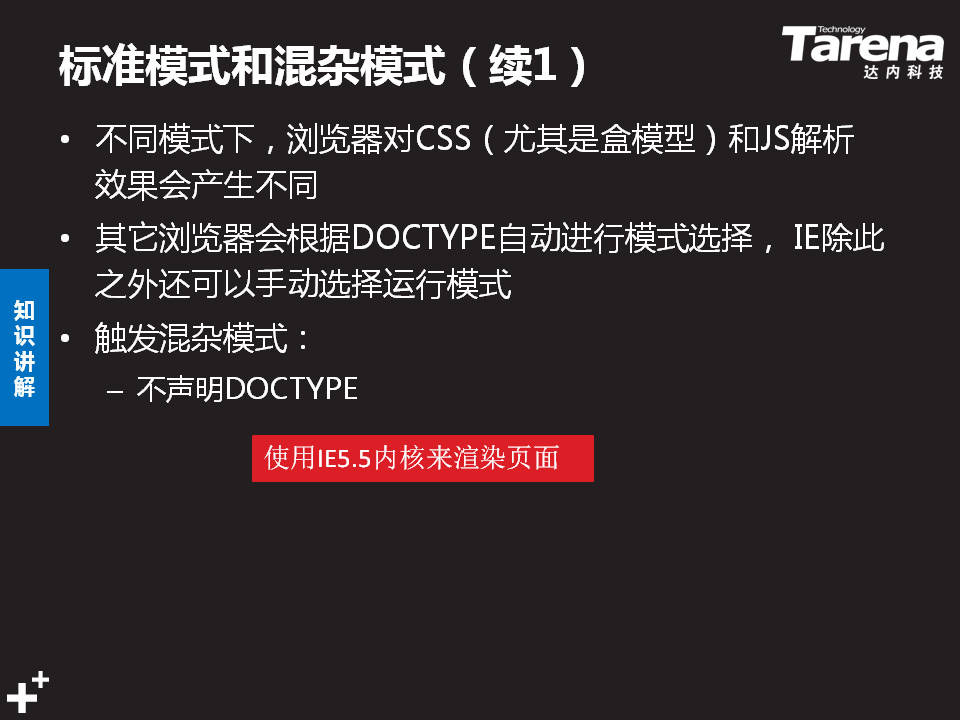 标准模式和混杂模式（续1）
Technology
Tarena
达内科技
• 不同模式下，浏览器对CSS（尤其是盒模型）和JS解析
效果会产生不同
• 其它浏览器会根据DOCTYPE自动进行模式选择， IE除此
之外还可以手动选择运行模式
知识讲解
• 触发混杂模式：
– 不声明DOCTYPE
使用IE5.5内核来渲染页面